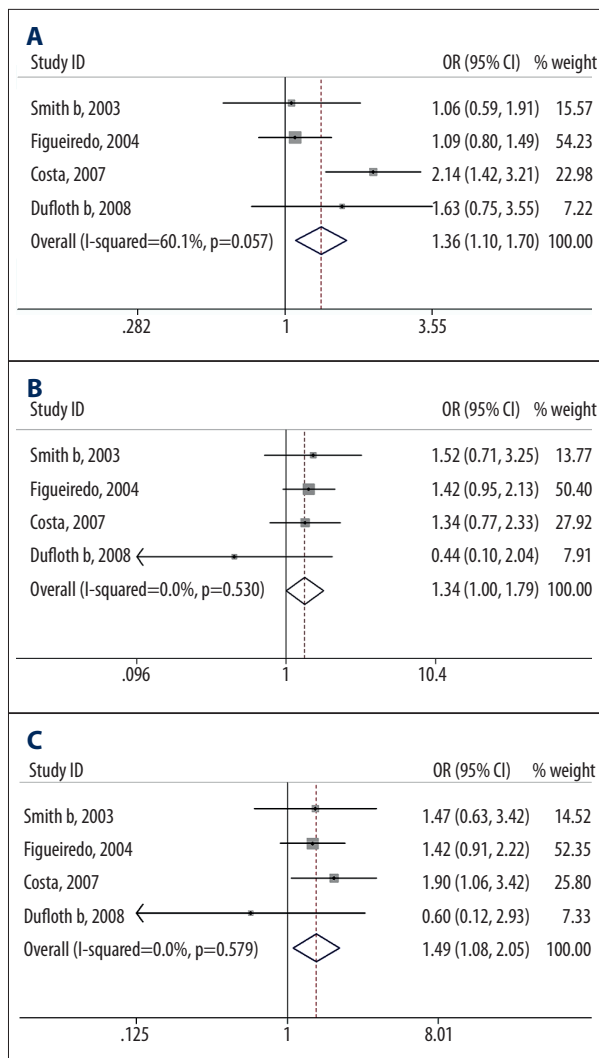 A
Study ID OR (95% CI) % weight
Smith b, 2003 1.06 (0.59, 1.91) 15.57
Figueiredo, 2004 1.09 (0.80, 1.49) 54.23
Costa, 2007 2.14 (1.42, 3.21) 22.98
Dufloth b, 2008 1.63 (0.75, 3.55) 7.22
Overall (I-squared=60.1%, p=0.057) 1.36 (1.10, 1.70) 100.00
.282 1 3.55
B
Study ID OR (95% CI) % weight
Smith b, 2003 1.52 (0.71, 3.25) 13.77
Figueiredo, 2004 1.42 (0.95, 2.13) 50.40
Costa, 2007 1.34 (0.77, 2.33) 27.92
Dufloth b, 2008 0.44 (0.10, 2.04) 7.91
Overall (I-squared=0.0%, p=0.530) 1.34 (1.00, 1.79) 100.00
.096 1 10.4
C
Study ID OR (95% CI) % weight
Smith b, 2003 1.47 (0.63, 3.42) 14.52
Figueiredo, 2004 1.42 (0.91, 2.22) 52.35
Costa, 2007 1.90 (1.06, 3.42) 25.80
Dufloth b, 2008 0.60 (0.12, 2.93) 7.33
Overall (I-squared=0.0%, p=0.579) 1.49 (1.08, 2.05) 100.00
.125 1 8.01